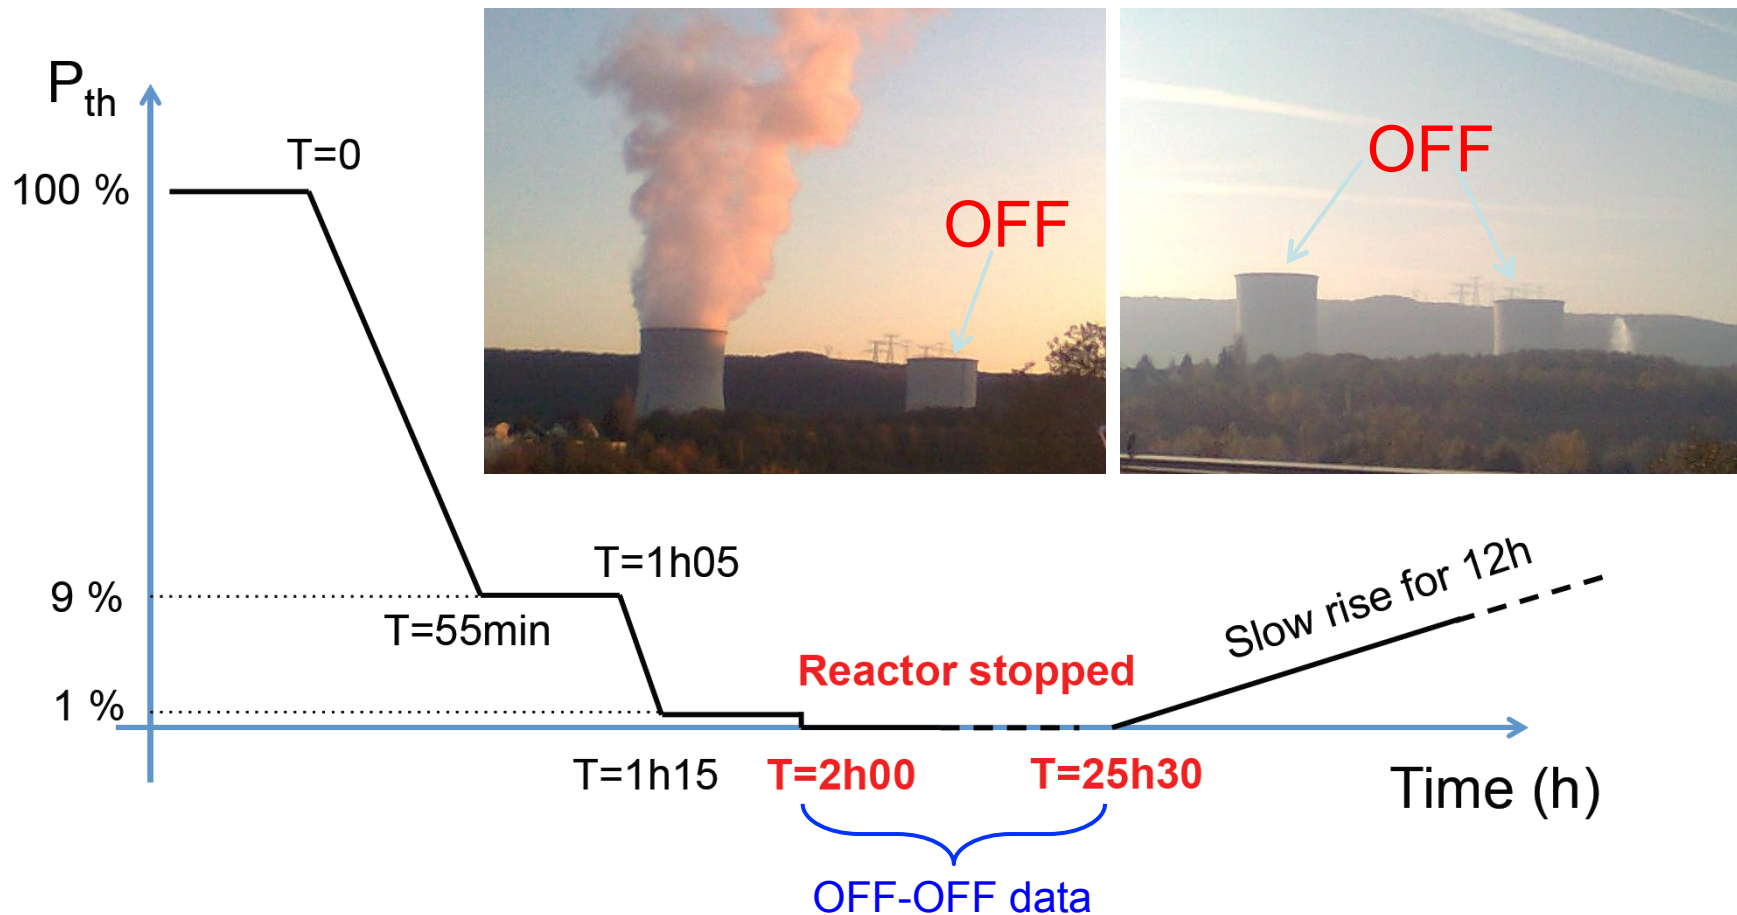 P_th
T=0
100 %
OFF
OFF
T=1h05
9 %
T=55min
Slow rise for 12h
Reactor stopped
1 %
T=1h15
T=2h00
T=25h30
Time (h)
OFF-OFF data